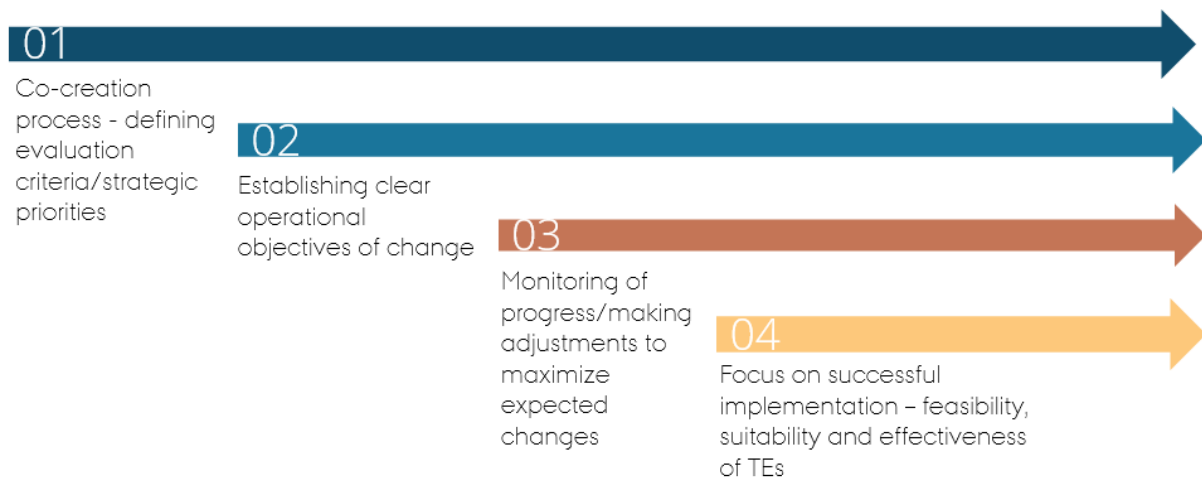 01
Co-creation
process - defining
evaluation
criteria/strategic
priorities
02
Establishing clear
operational
objectives of change
03
Monitoring of
progress/making
adjustments to
maximize
expected
changes
04
Focus on successful
implementation – feasibility,
suitability and effectiveness
of TEs